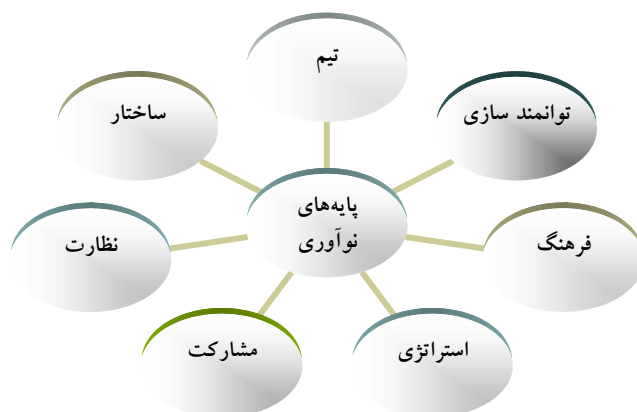 تیم
توانمند سازی
ساختار
پایه‌های
نوآوری
فرهنگ
نظارت
استراتژی
مشارکت